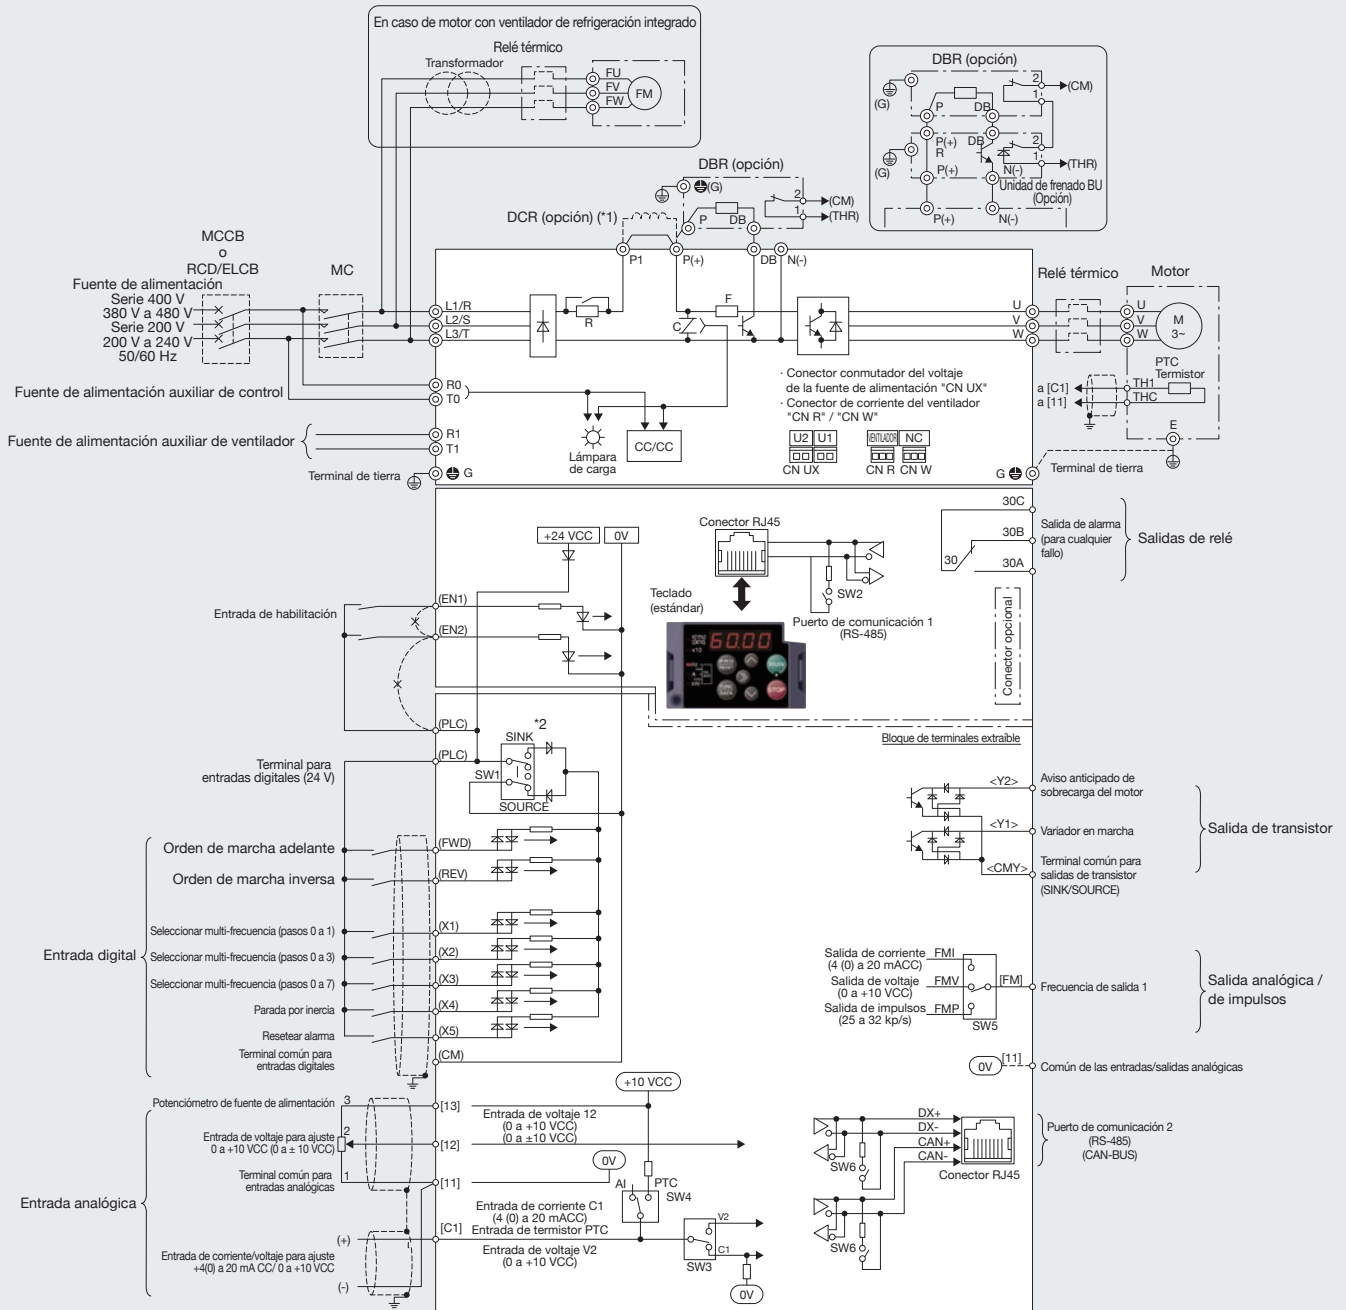 En caso de motor con ventilador de refrigeración integrado
Relé térmico
Transformador
FU
FV
FW
FM
DBR (opción)
(G)
P
DB
2
1
(CM)
P(+)
R
DB
2
1
(THR)
(G)
P(+)
N(-)
Unidad de frenado BU
(Opción)
P(+)
N(-)
DBR (opción)
(G)
DCR (opción) (*1)
P
DB
2
1
(CM)
(THR)
P1
P(+)
DB
N(-)
MCCB
o
RCD/ELCB
MC
Fuente de alimentación
Serie 400 V
380 V a 480 V
Serie 200 V
200 V a 240 V
50/60 Hz
L1/R
L2/S
L3/T
R
C
F
U
V
W
Relé térmico
Motor
U
V
W
M
3~
PTC
Termistor
TH1
THC
a [C1]
a [11]
E
Terminal de tierra
Fuente de alimentación auxiliar de control
R0
T0
Fuente de alimentación auxiliar de ventilador
R1
T1
Terminal de tierra
G
Lámpara
de carga
CC/CC
· Conector conmutador del voltaje
de la fuente de alimentación "CN UX"
· Conector de corriente del ventilador
"CN R" / "CN W"
U2
U1
CN UX
VENTILADOR
NC
CN R
CN W
G
+24 VCC
0V
Conector RJ45
SW2
Puerto de comunicación 1
(RS-485)
Teclado
(estándar)
60.00
RUN
STOP
30C
30B
30A
30
Salida de alarma
(para cualquier
fallo)
Salidas de relé
Conector opcional
Entrada de habilitación
(EN1)
(EN2)
(PLC)
(PLC)
Terminal para
entradas digitales (24 V)
*2
SINK
SW1
SOURCE
Bloque de terminales extraíble
<Y2>
Aviso anticipado de
sobrecarga del motor
<Y1>
Variador en marcha
<CMY>
Terminal común para
salidas de transistor
(SINK/SOURCE)
Salida de transistor
Entrada digital
Orden de marcha adelante
(FWD)
Orden de marcha inversa
(REV)
Seleccionar multi-frecuencia (pasos 0 a 1)
(X1)
Seleccionar multi-frecuencia (pasos 0 a 3)
(X2)
Seleccionar multi-frecuencia (pasos 0 a 7)
(X3)
Parada por inercia
(X4)
Resetear alarma
(X5)
Terminal común para
entradas digitales
(CM)
Salida de corriente
(4 (0) a 20 mACC)
FMI
Salida de voltaje
(0 a +10 VCC)
FMV
Salida de impulsos
(25 a 32 kp/s)
FMP
SW5
[FM]
Frecuencia de salida 1
Salida analógica /
de impulsos
0V
[11]
Común de las entradas/salidas analógicas
Entrada analógica
Potenciómetro de fuente de alimentación
3
[13]
+10 VCC
Entrada de voltaje para ajuste
0 a +10 VCC (0 a ± 10 VCC)
2
[12]
Entrada de voltaje 12
(0 a +10 VCC)
(0 a ±10 VCC)
Terminal común para
entradas analógicas
1
[11]
0V
AI
PTC
SW4
[C1]
Entrada de corriente C1
(4 (0) a 20 mACC)
Entrada de termistor PTC
Entrada de voltaje V2
(0 a +10 VCC)
(+)
Entrada de corriente/voltaje para ajuste
+4(0) a 20 mA CC/ 0 a +10 VCC
(-)
V2
C1
SW3
0V
DX+
DX-
CAN+
CAN-
SW6
Conector RJ45
Puerto de comunicación 2
(RS-485)
(CAN-BUS)
SW6